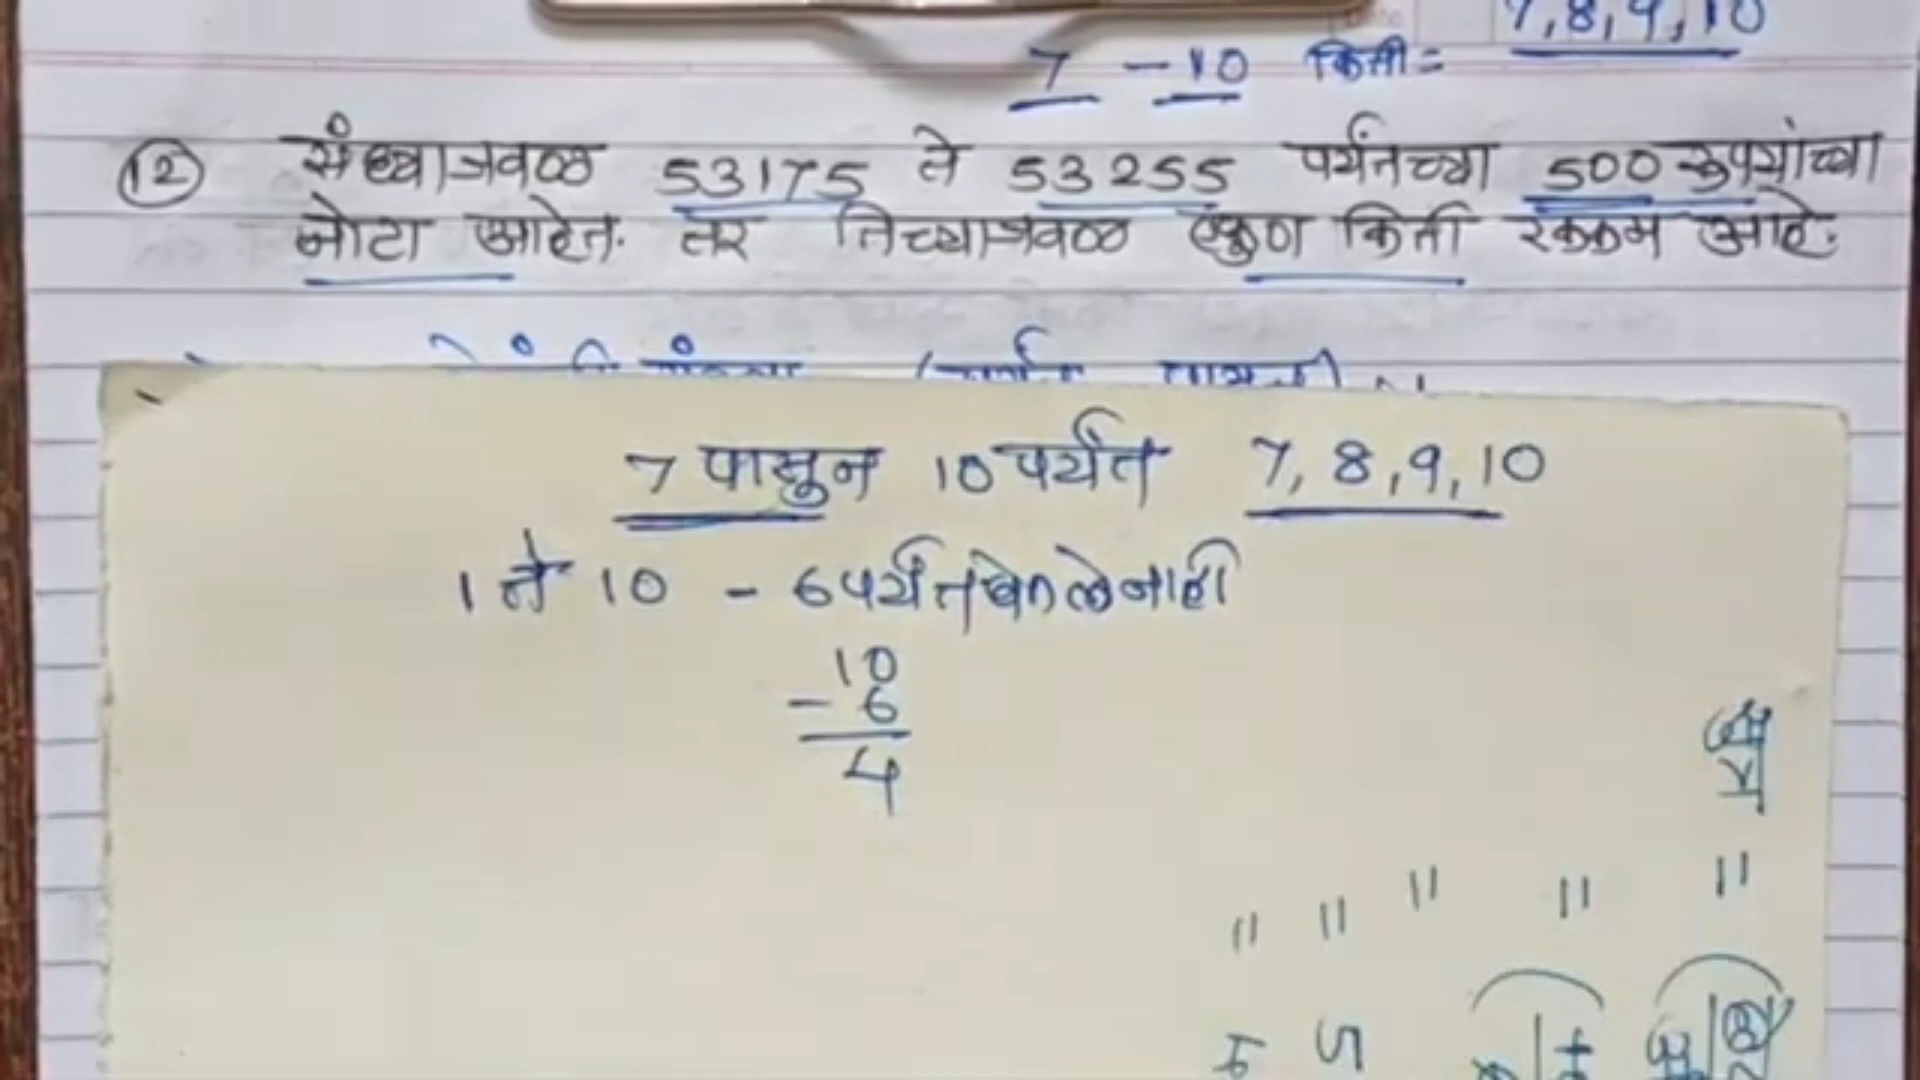 7, 8, 9, 10
7 - 10 किती =
12 संध्याजवळ 53175 ते 53255 पर्यंतच्या 500 रुपयांच्या
नोटा आहेत. तर तिच्याजवळ एकुण किती रक्कम आहे.
7 पासुन 10 पर्यंत 7, 8, 9, 10
1 ते 10 - 6 पर्यंत घेतले नाही
10
- 6
4